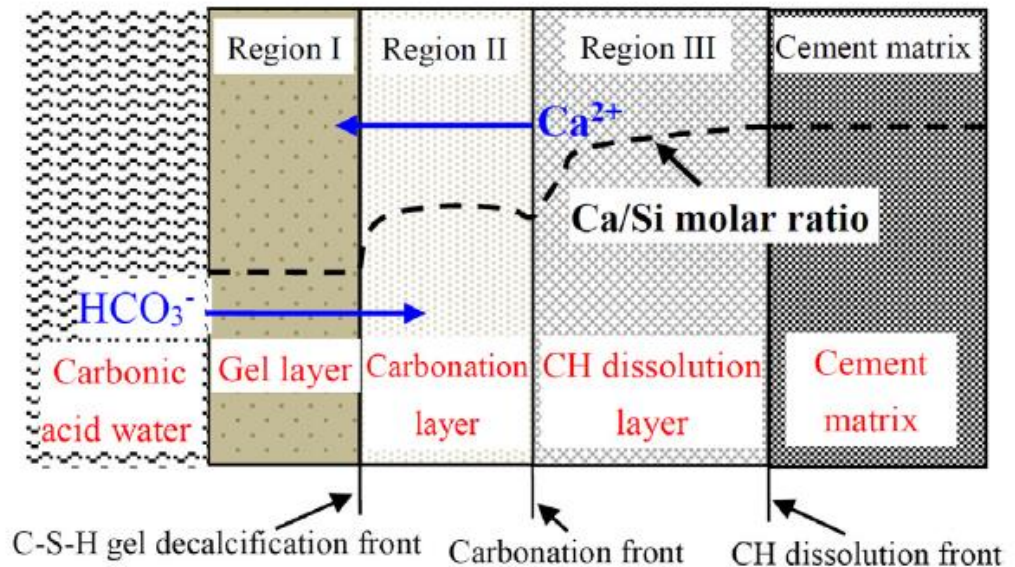 Region I
Region II
Region III
Cement matrix
Ca²⁺
Ca/Si molar ratio
HCO₃⁻
Carbonic
acid water
Gel layer
Carbonation
layer
CH dissolution
layer
Cement
matrix
C-S-H gel decalcification front
Carbonation front
CH dissolution front